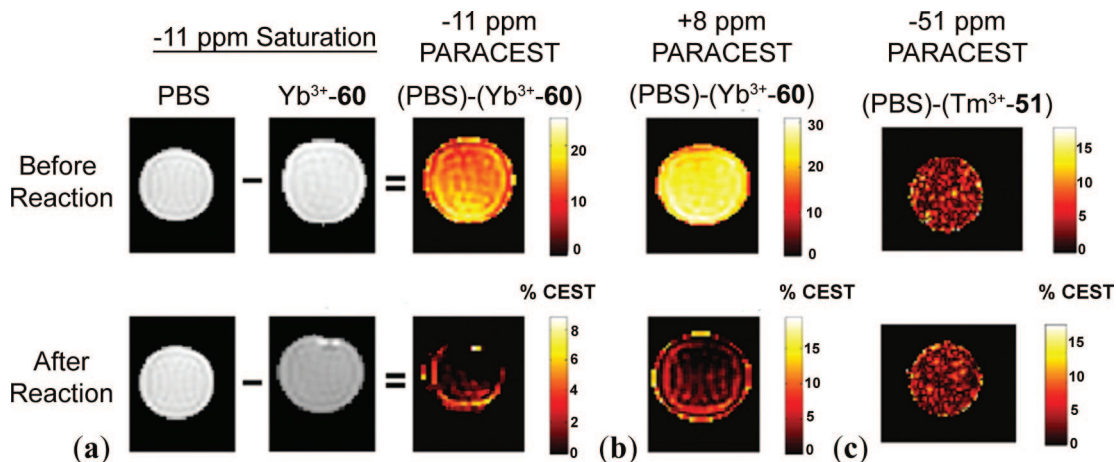 -11 ppm Saturation
-11 ppm
PARACEST
+8 ppm
PARACEST
-51 ppm
PARACEST
PBS
Yb³⁺-60
(PBS)-(Yb³⁺-60)
(PBS)-(Yb³⁺-60)
(PBS)-(Tm³⁺-51)
Before
Reaction
-
=
20
10
0
30
20
10
0
15
10
5
0
% CEST
% CEST
% CEST
After
Reaction
-
=
8
6
4
2
0
15
10
5
0
15
10
5
0
(a)
(b)
(c)